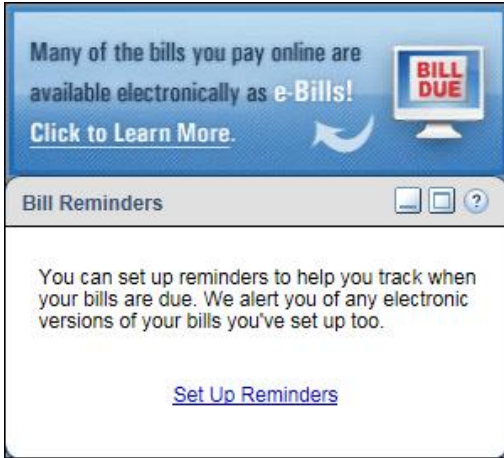 Many of the bills you pay online are
available electronically as e-Bills!
Click to Learn More.
BILL
DUE
Bill Reminders
?
You can set up reminders to help you track when
your bills are due. We alert you of any electronic
versions of your bills you've set up too.
Set Up Reminders